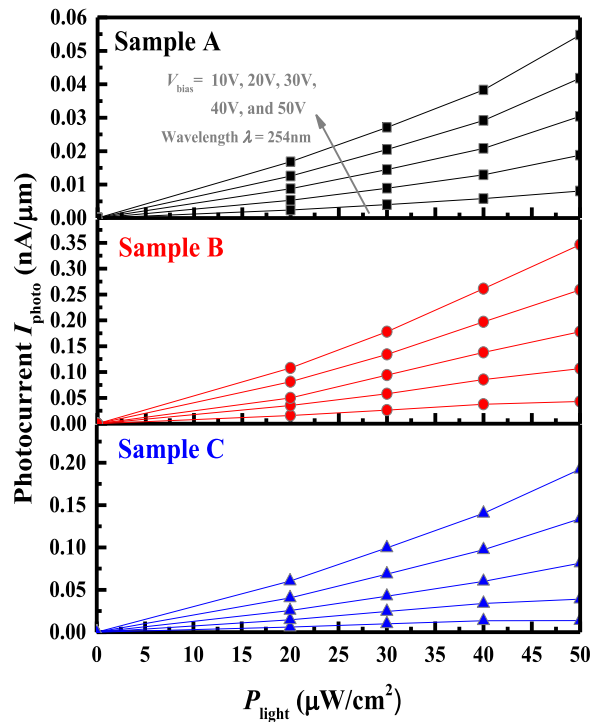 0.06
Sample A
0.05
V_bias = 10V, 20V, 30V,
0.04
40V, and 50V
0.03
Wavelength λ = 254nm
0.02
0.01
0.00
Sample B
0.35
0.30
0.25
0.20
0.15
0.10
0.05
0.00
Sample C
0.20
0.15
0.10
0.05
0.00
0 5 10 15 20 25 30 35 40 45 50
Photocurrent I_photo (nA/μm)
P_light (μW/cm²)